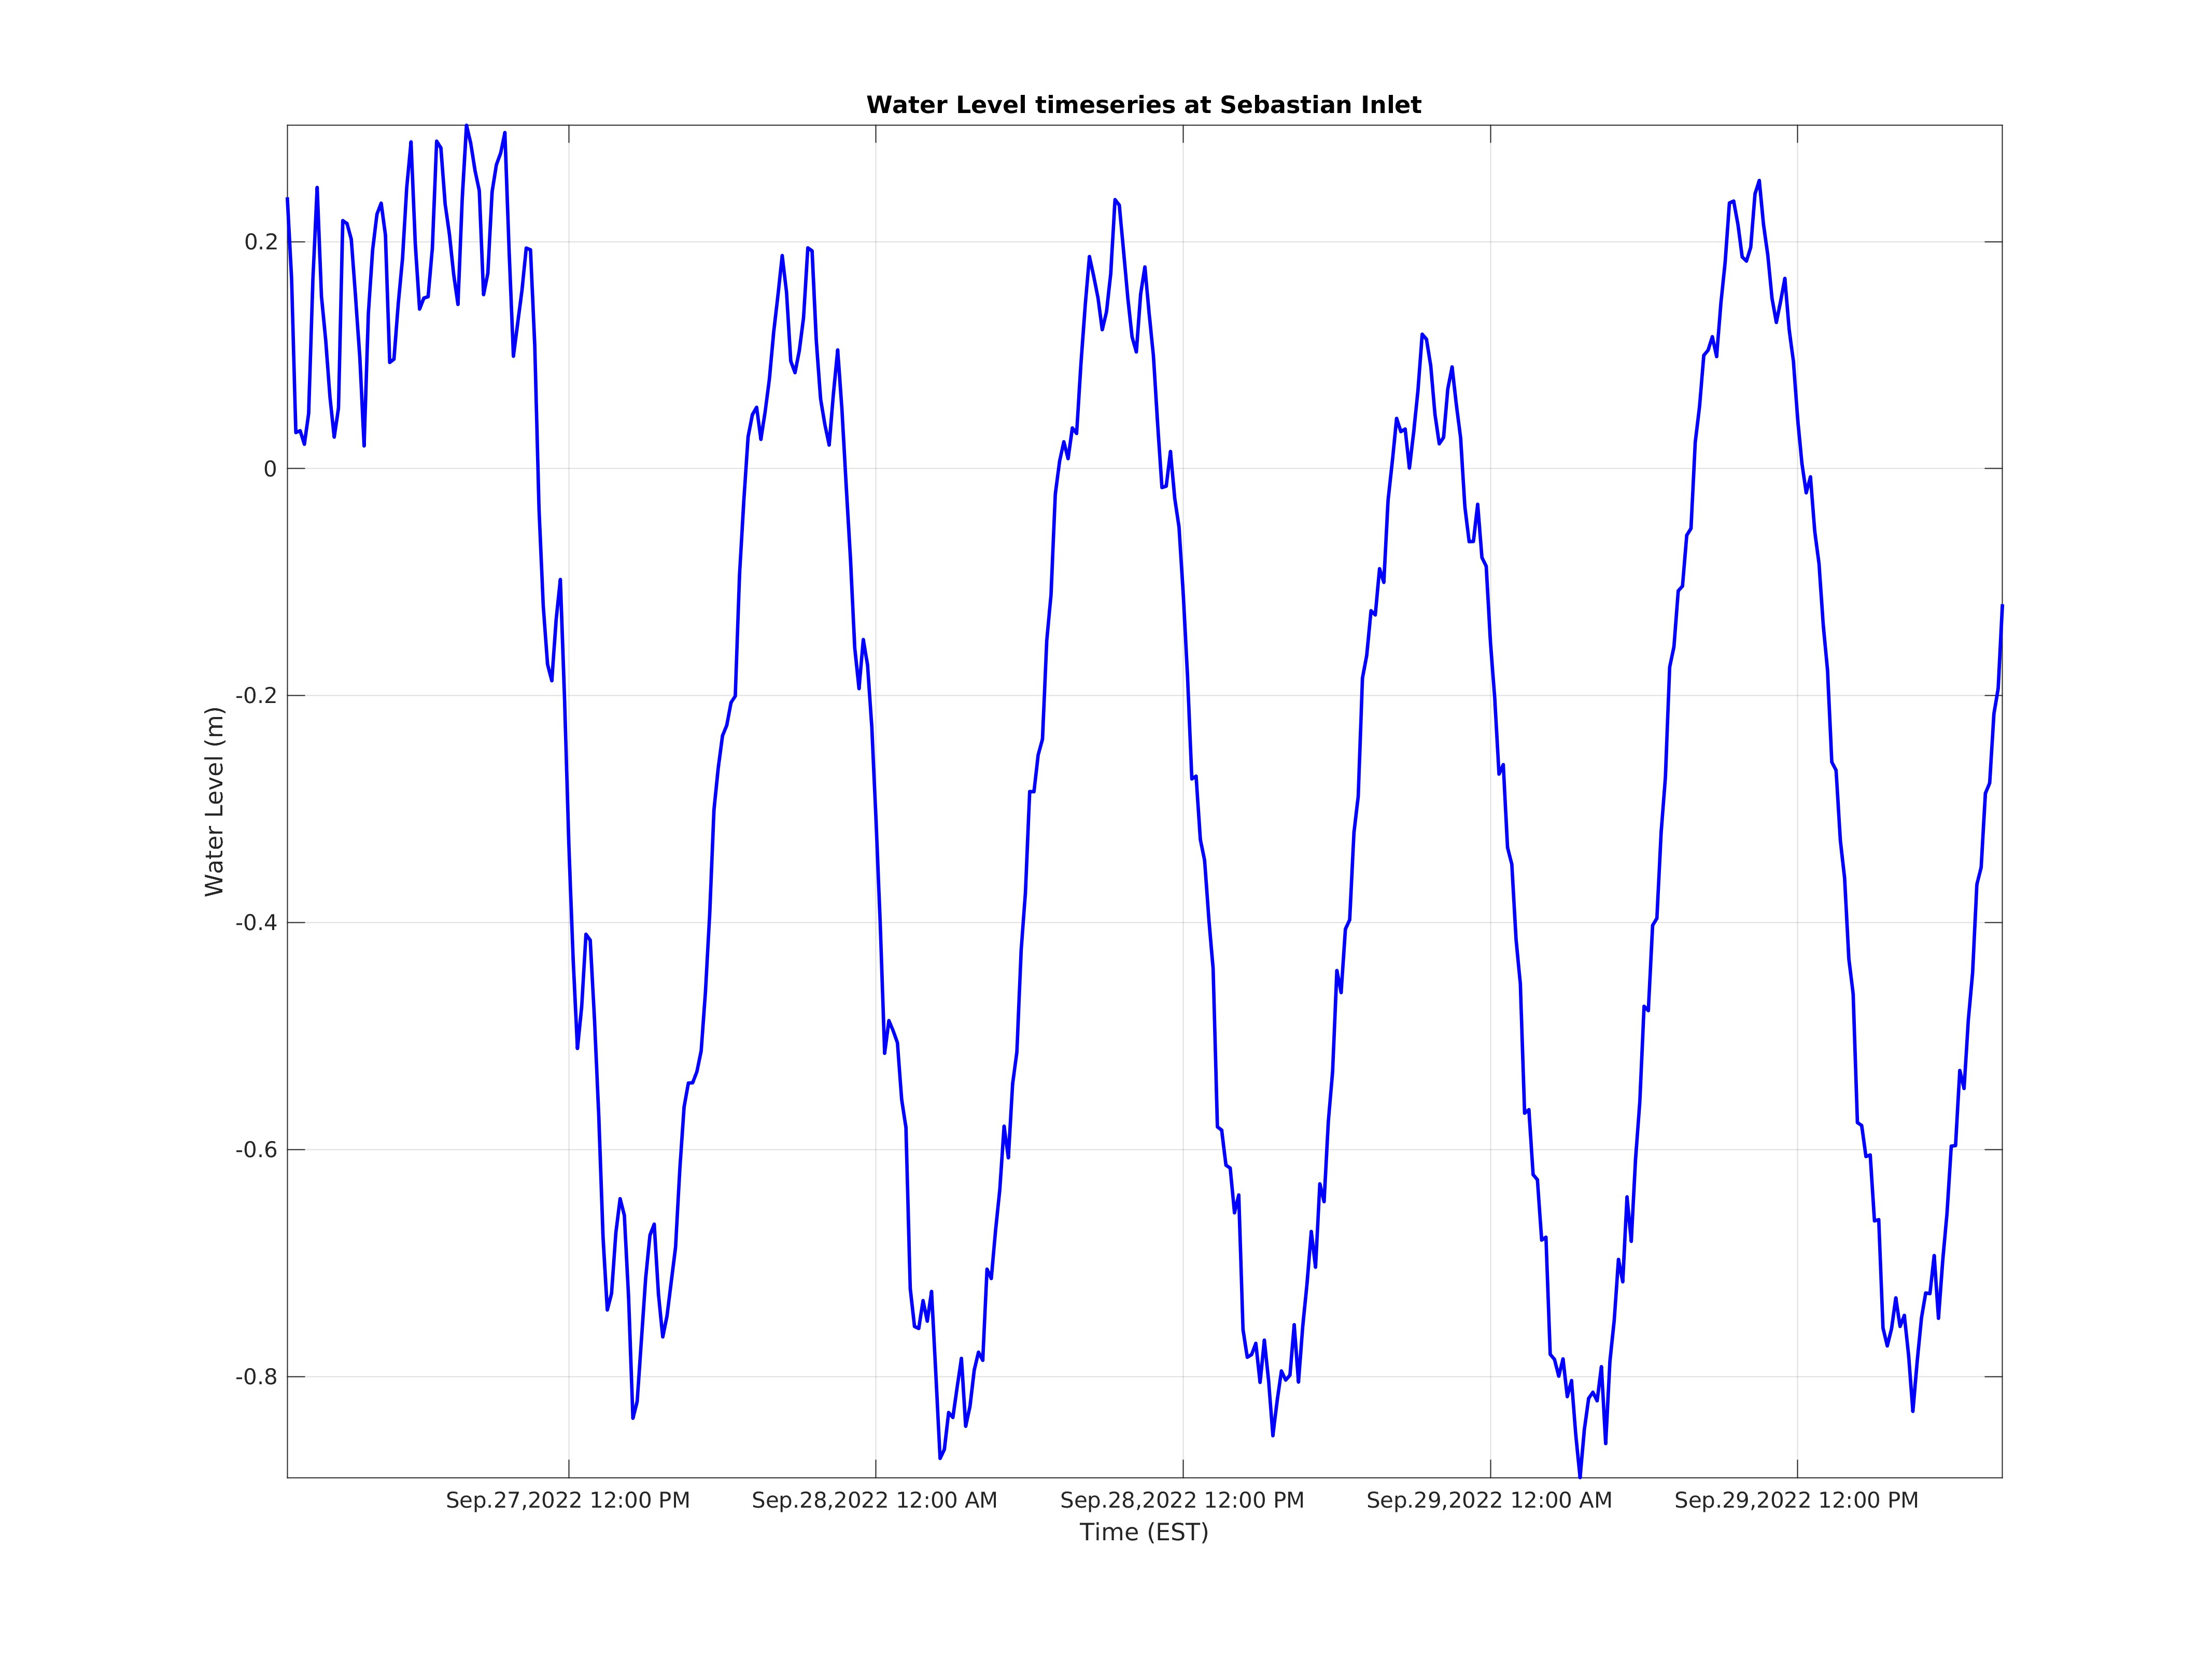 Water Level timeseries at Sebastian Inlet
0.2
0
-0.2
-0.4
-0.6
-0.8
Water Level (m)
Sep.27,2022 12:00 PM Sep.28,2022 12:00 AM Sep.28,2022 12:00 PM Sep.29,2022 12:00 AM Sep.29,2022 12:00 PM
Time (EST)